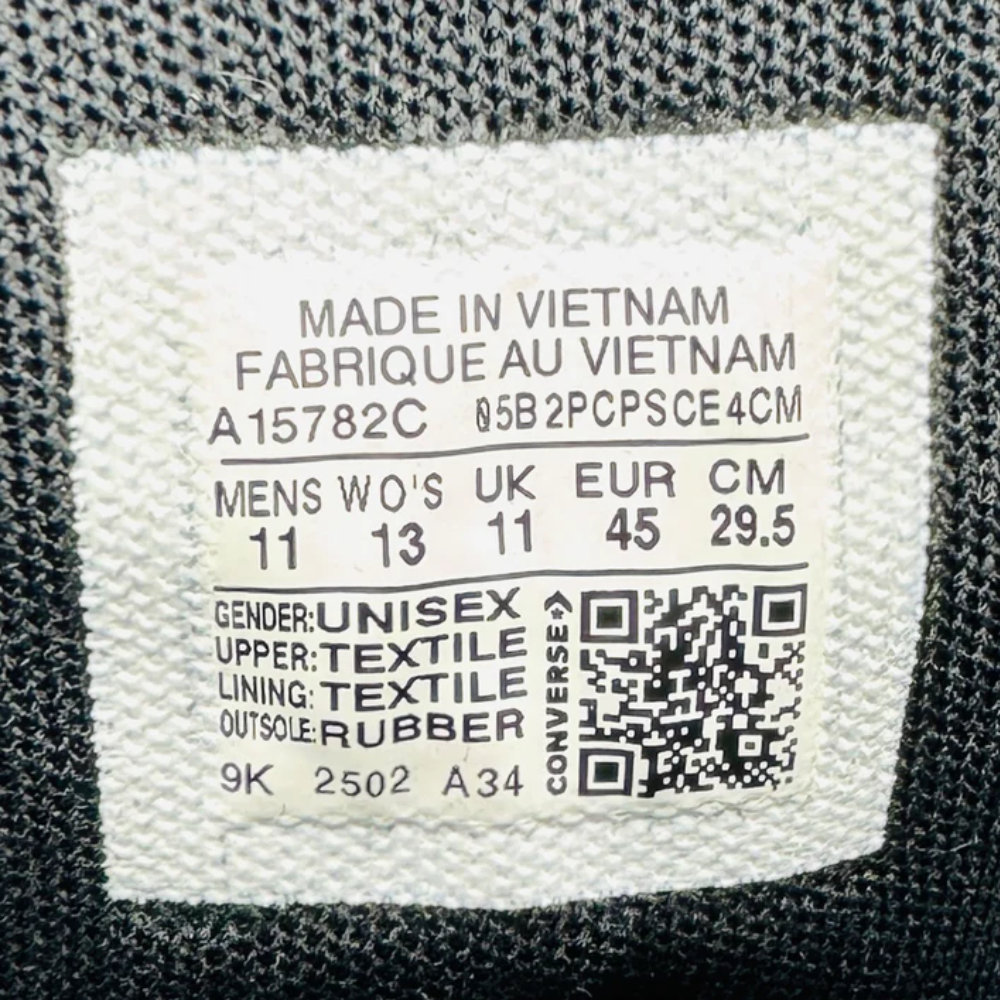 MADE IN VIETNAM
FABRIQUE AU VIETNAM
A15782C 05B2PCPSCE4CM
MENS WO'S UK EUR CM
11 13 11 45 29.5
GENDER:UNISEX
UPPER:TEXTILE
LINING:TEXTILE
OUTSOLE:RUBBER
9K 2502 A34
CONVERSE